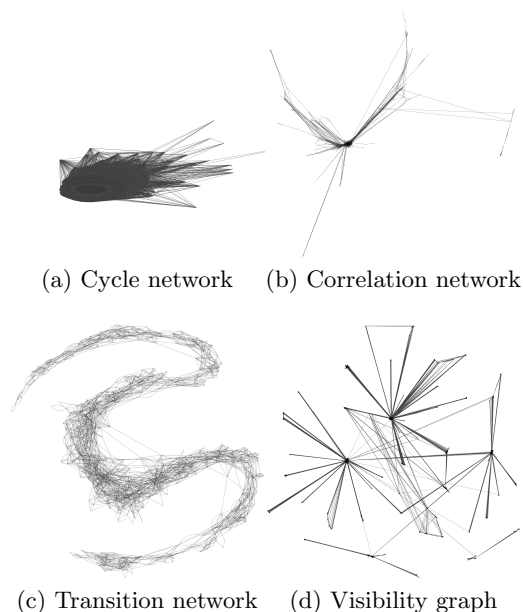 (a) Cycle network
(b) Correlation network
(c) Transition network
(d) Visibility graph